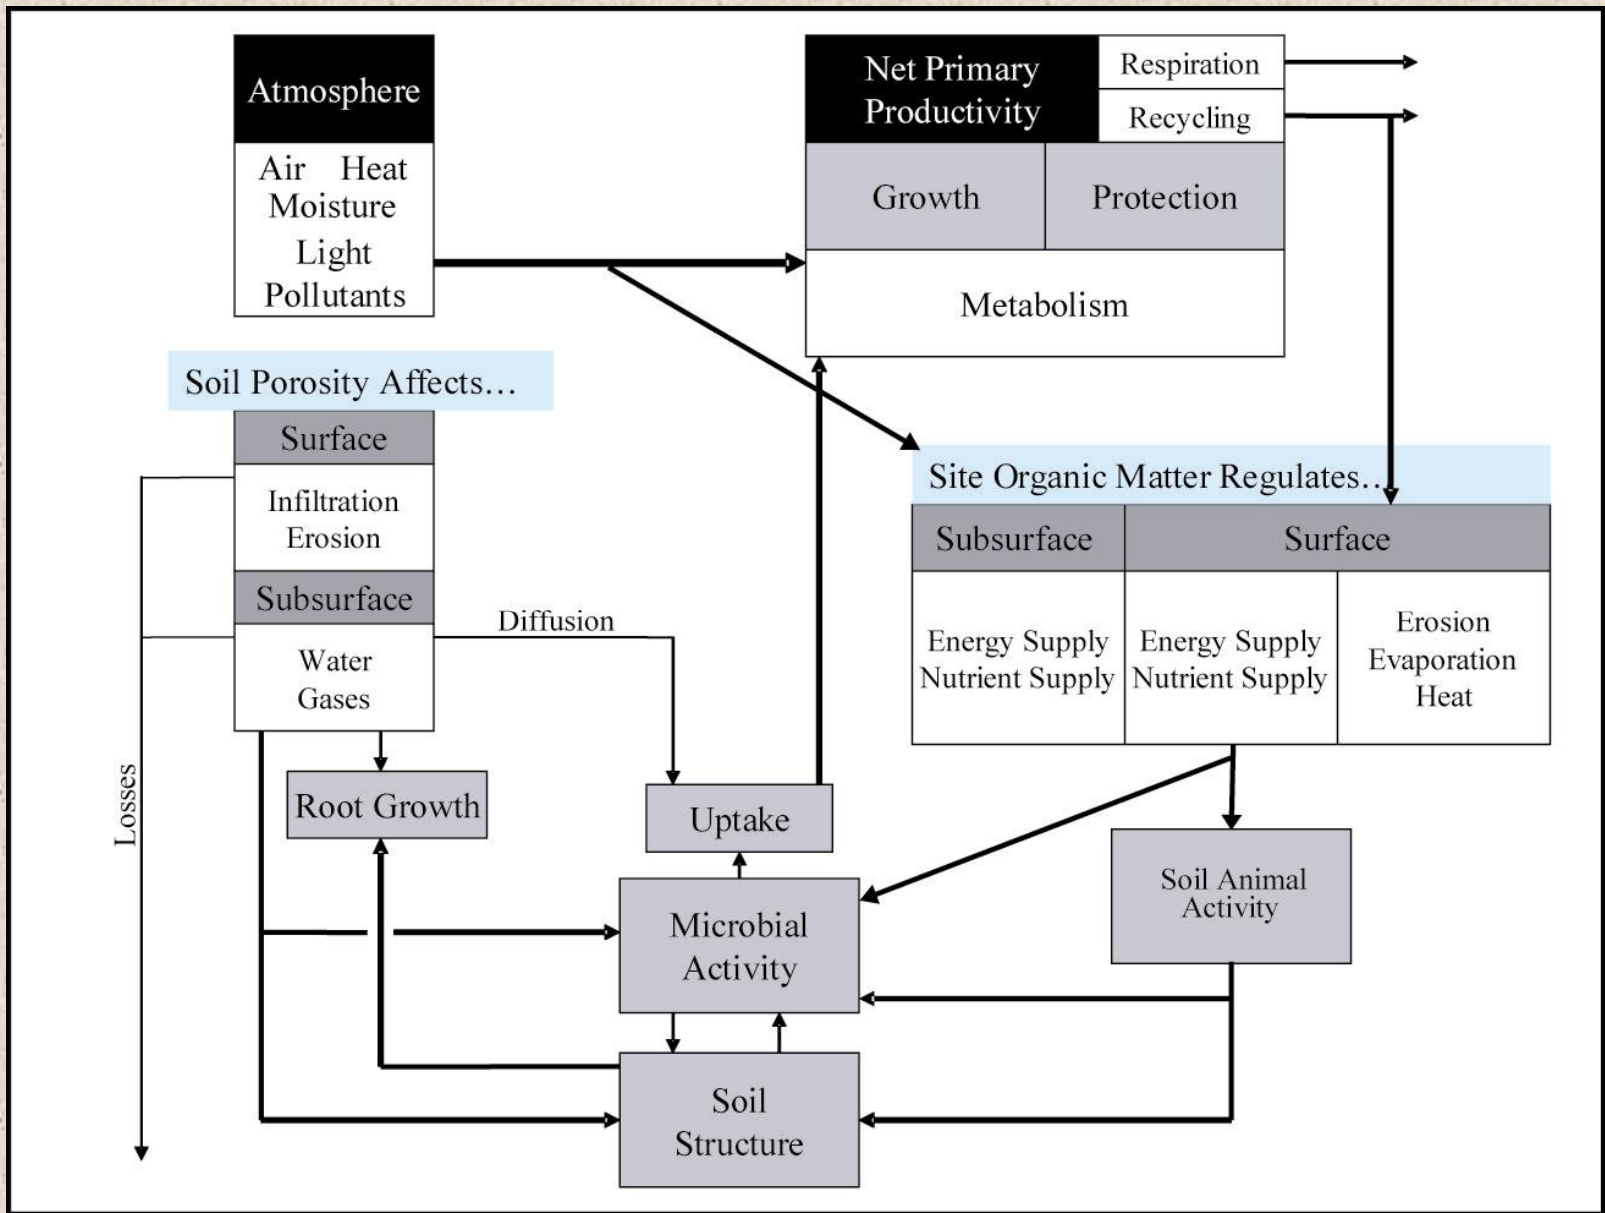 Atmosphere
Air Heat
Moisture
Light
Pollutants
Net Primary
Productivity
Respiration
Recycling
Growth
Protection
Metabolism
Soil Porosity Affects…
Surface
Infiltration
Erosion
Subsurface
Water
Gases
Diffusion
Losses
Site Organic Matter Regulates…
Subsurface
Surface
Energy Supply
Nutrient Supply
Energy Supply
Nutrient Supply
Erosion
Evaporation
Heat
Root Growth
Uptake
Microbial
Activity
Soil Animal
Activity
Soil
Structure